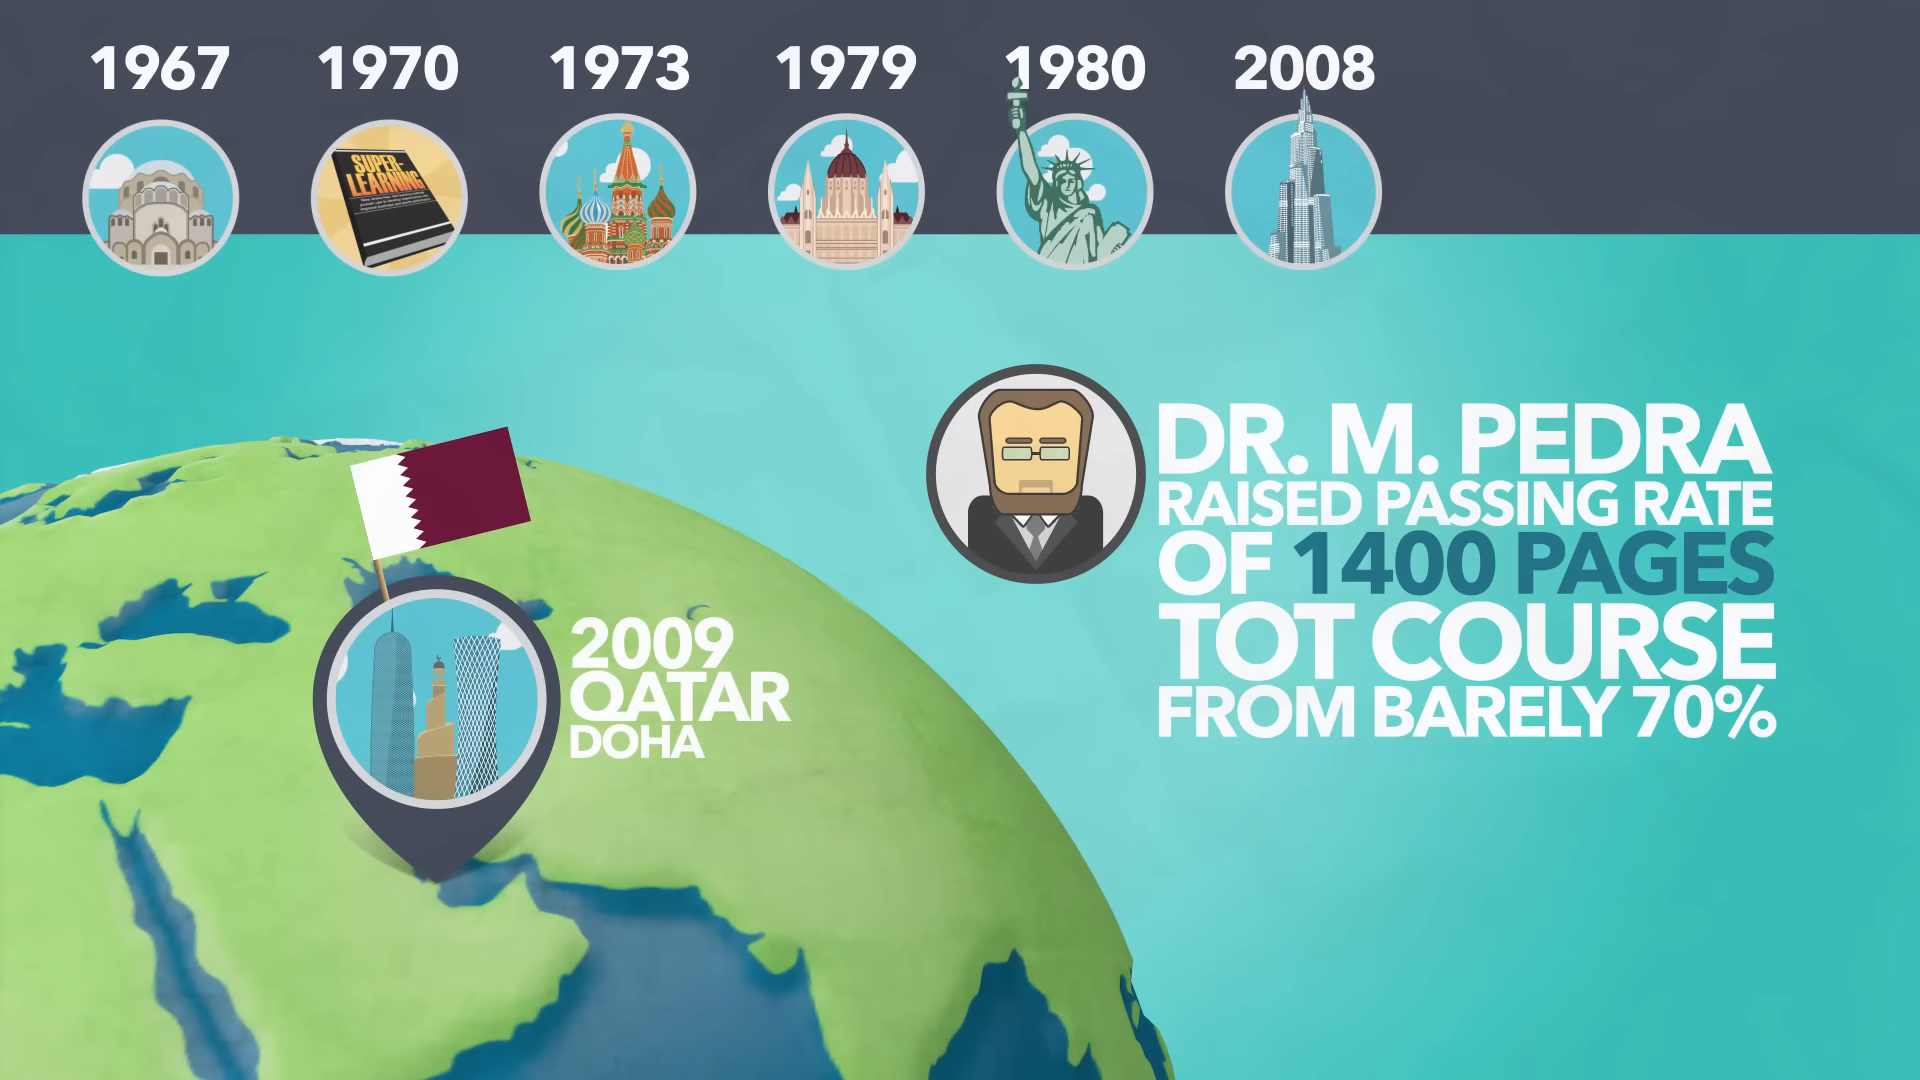 1967 1970 1973 1979 1980 2008
SUPER-
LEARNING
DR. M. PEDRA
RAISED PASSING RATE
OF 1400 PAGES
TOT COURSE
FROM BARELY 70%
2009
QATAR
DOHA